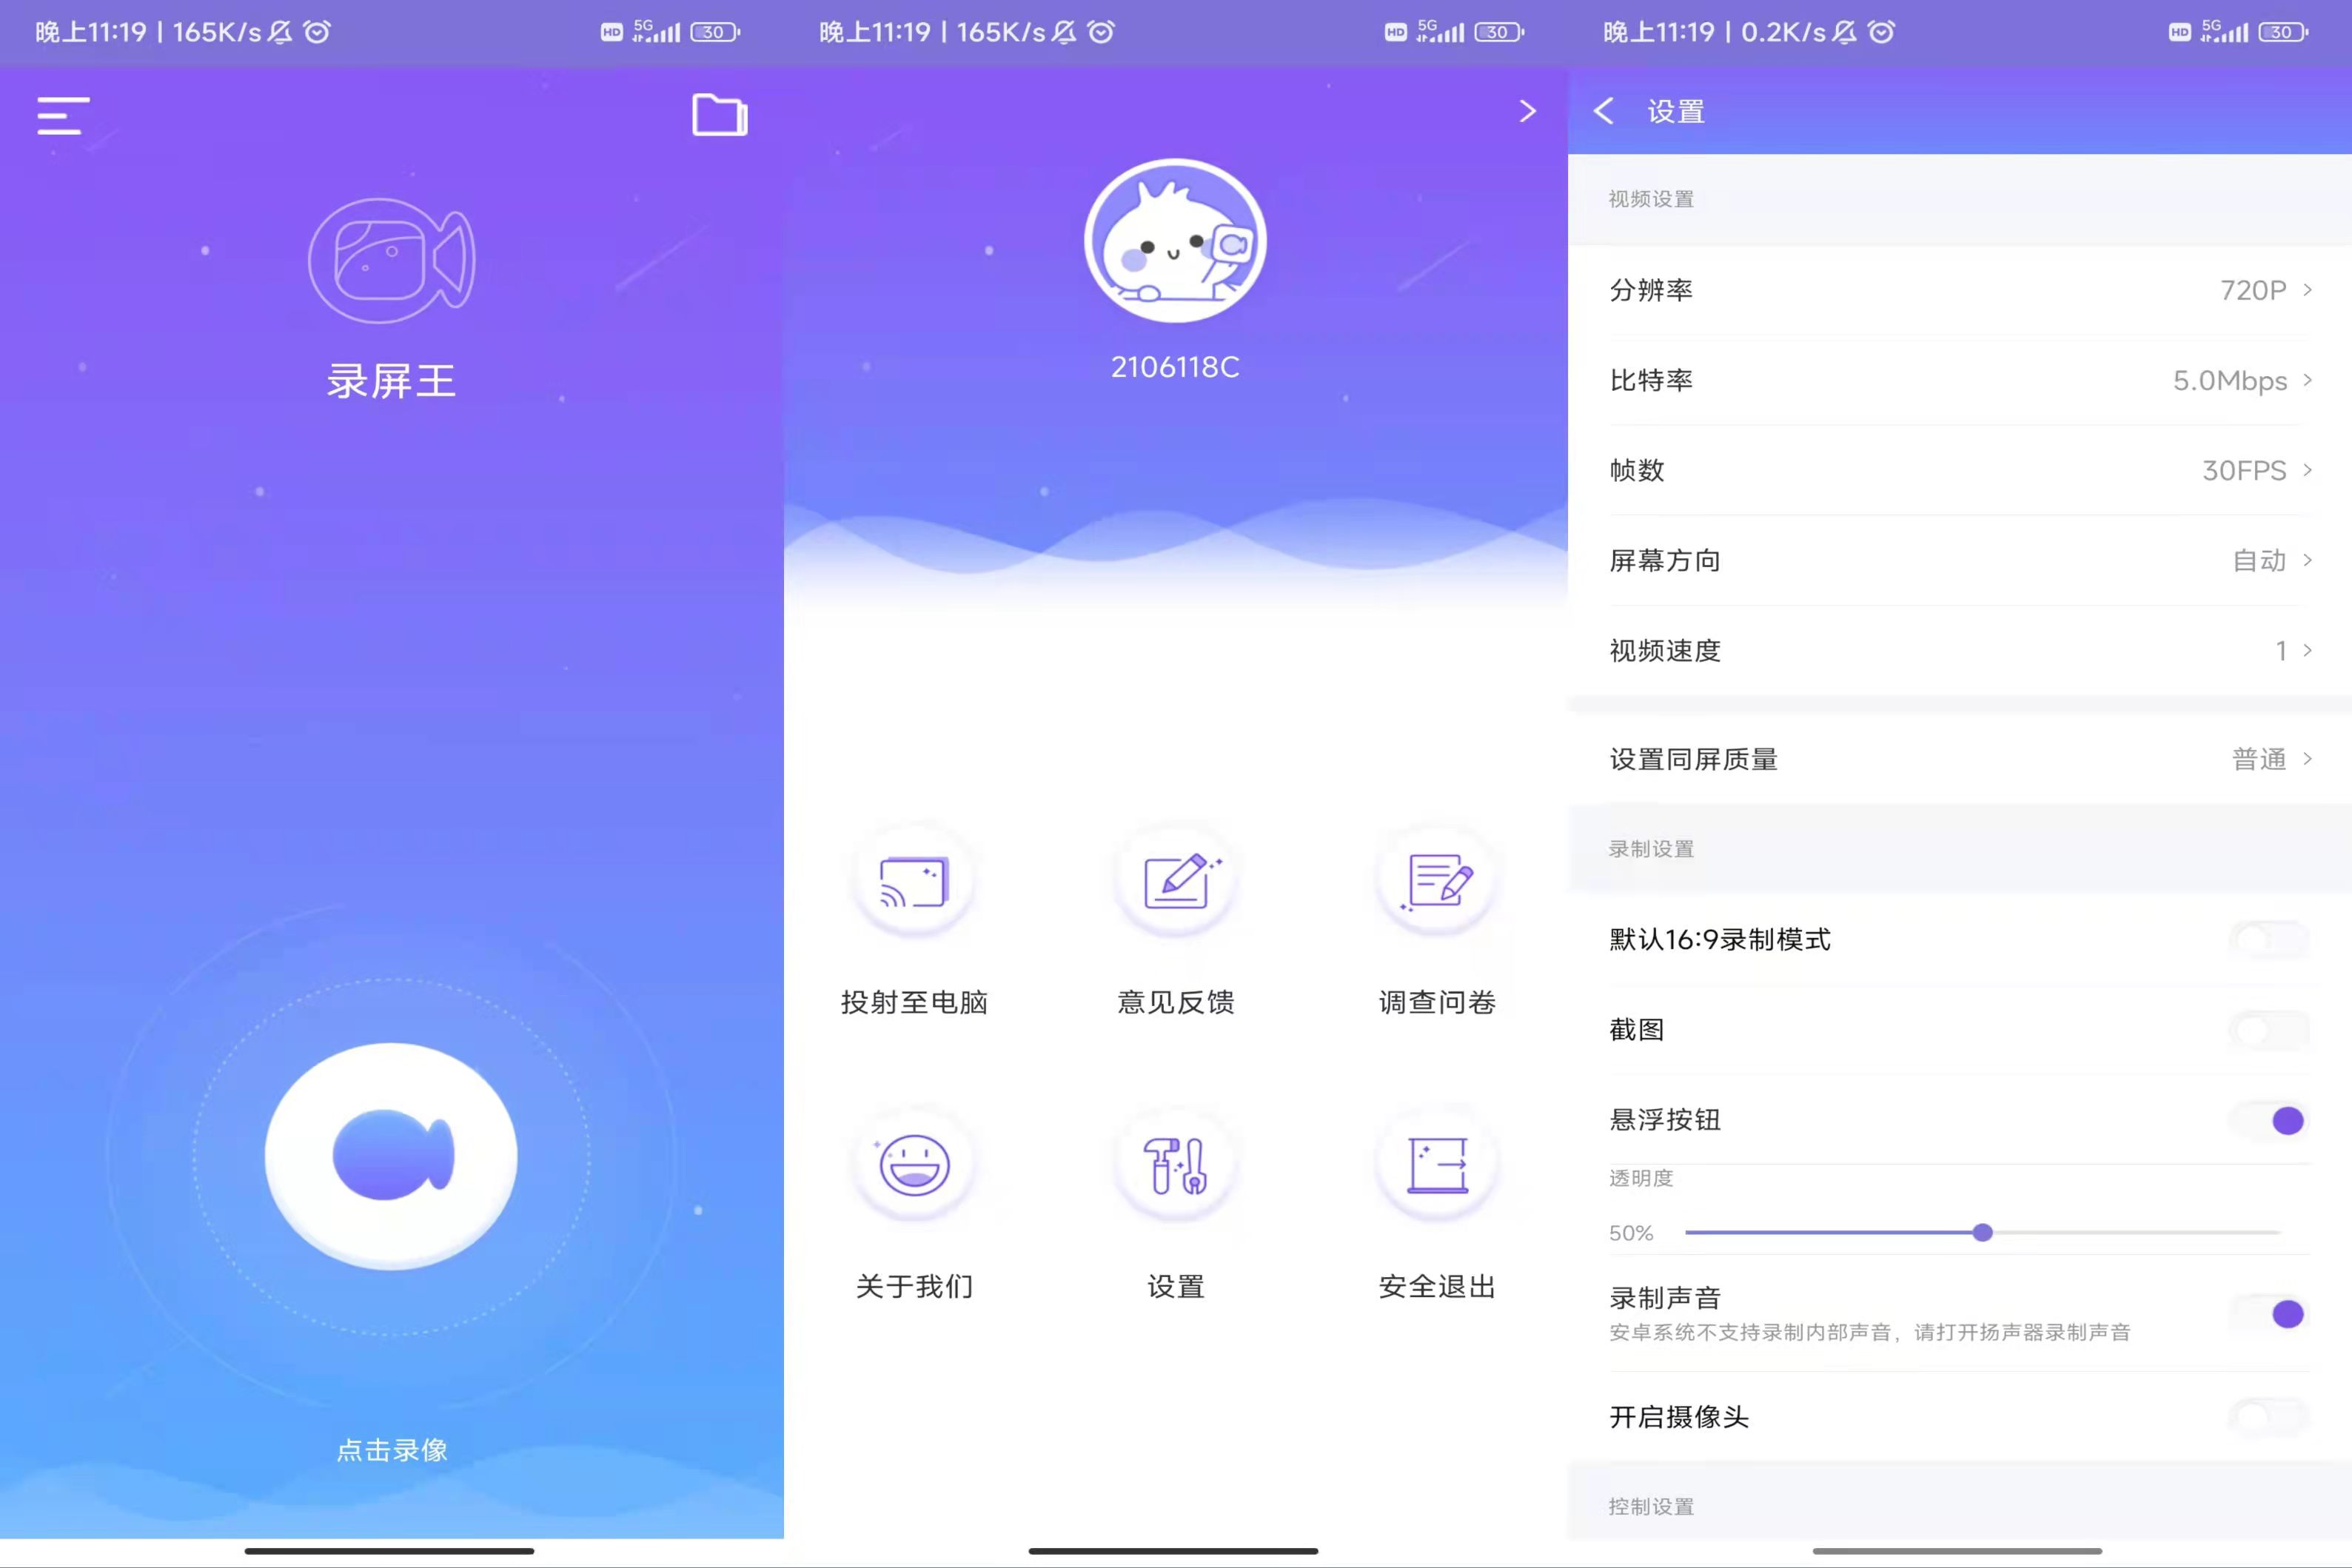 晚上11:19 | 165K/s
HD 5G 30
录屏王
点击录像
晚上11:19 | 165K/s
HD 5G 30
2106118C
投射至电脑 意见反馈 调查问卷
关于我们 设置 安全退出
晚上11:19 | 0.2K/s
HD 5G 30
设置
视频设置
分辨率 720P
比特率 5.0Mbps
帧数 30FPS
屏幕方向 自动
视频速度 1
设置同屏质量 普通
录制设置
默认16:9录制模式
截图
悬浮按钮
透明度
50%
录制声音
安卓系统不支持录制内部声音，请打开扬声器录制声音
开启摄像头
控制设置